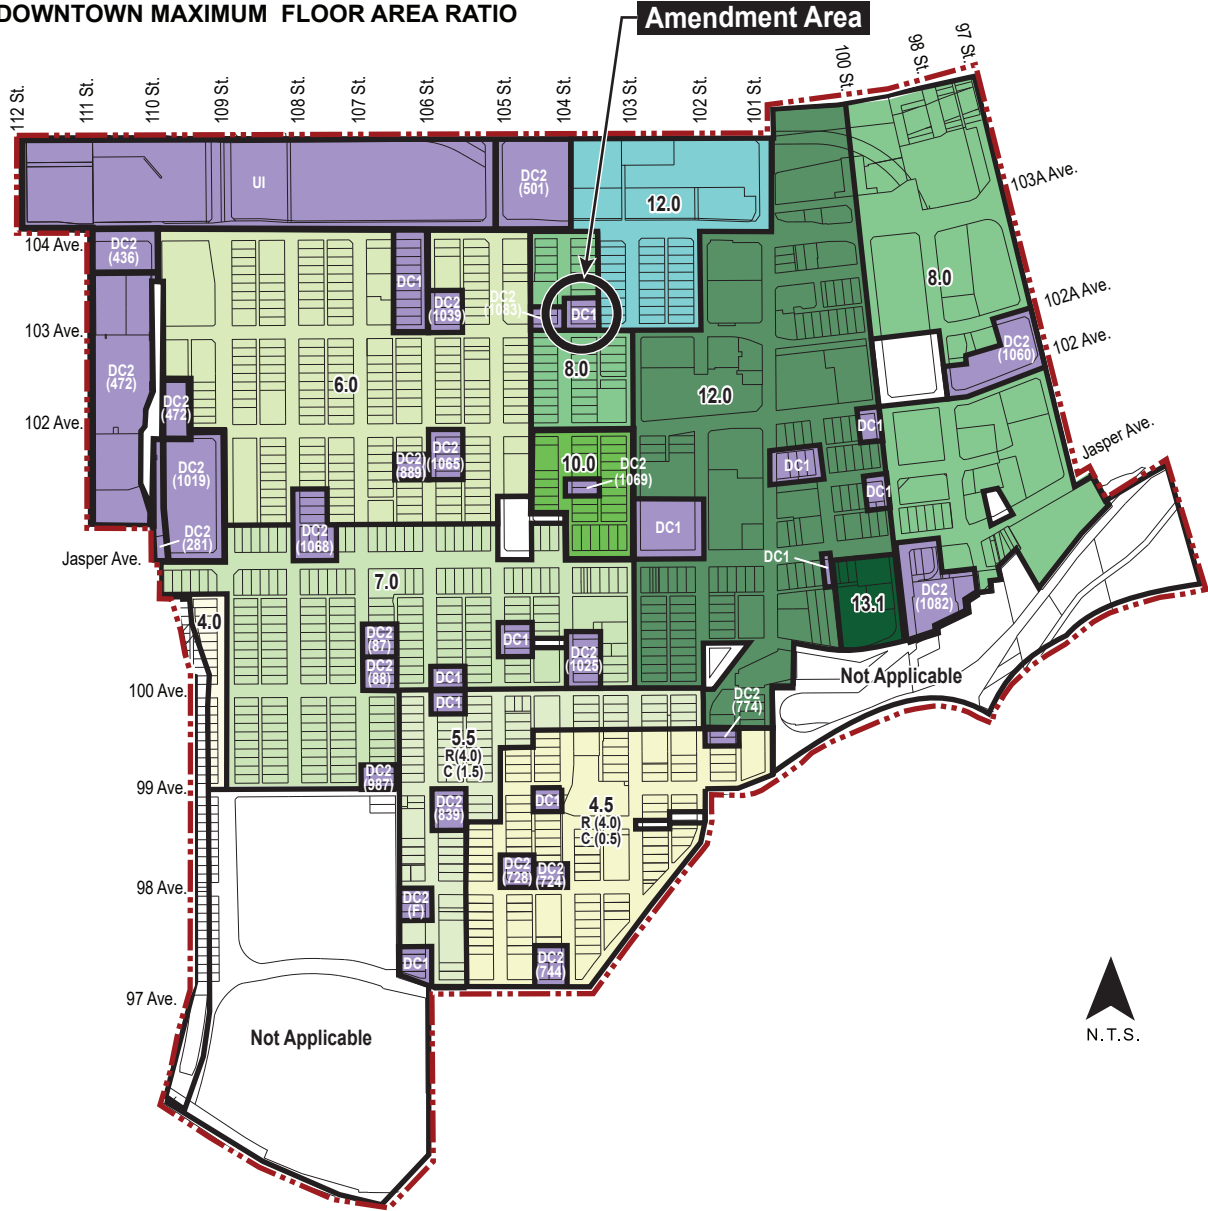 DOWNTOWN MAXIMUM FLOOR AREA RATIO
Amendment Area
112 St.
111 St.
110 St.
109 St.
108 St.
107 St.
106 St.
105 St.
104 St.
103 St.
102 St.
101 St.
100 St.
98 St.
97 St.
103A Ave.
UI
DC2
(501)
12.0
104 Ave.
DC2
(436)
DC1
DC2
(1039)
DC2
(1083)
DC1
8.0
102A Ave.
103 Ave.
102 Ave.
DC2
(1060)
DC2
(472)
6.0
8.0
12.0
DC2
(472)
102 Ave.
DC1
Jasper Ave.
DC2
(1019)
DC2
(889)
DC2
(1065)
10.0
DC2
(1069)
DC1
DC1
DC2
(281)
DC2
(1068)
DC1
Jasper Ave.
DC1
7.0
13.1
DC2
(1082)
4.0
DC2
(87)
DC1
DC2
(1025)
DC2
(88)
DC1
Not Applicable
100 Ave.
DC1
DC2
(774)
5.5
R(4.0)
C (1.5)
DC2
(987)
99 Ave.
DC2
(839)
DC1
4.5
R (4.0)
C (0.5)
DC2
(728)
DC2
(724)
98 Ave.
DC2
(F)
DC1
DC2
(744)
97 Ave.
Not Applicable
N.T.S.